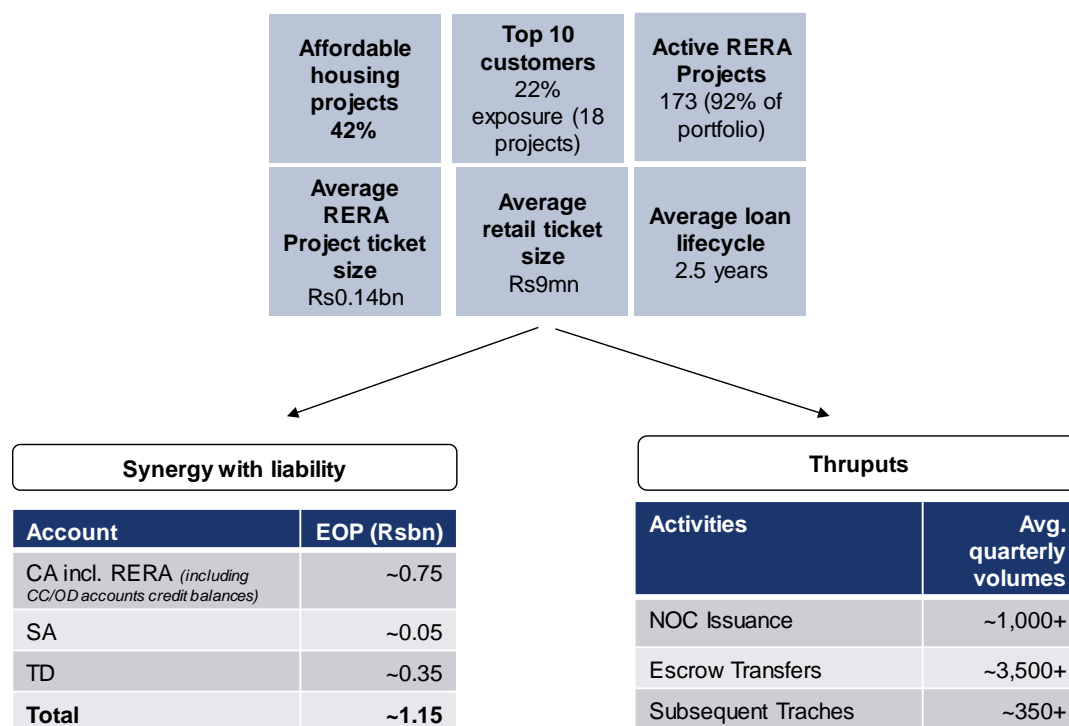 Affordable
housing
projects
42%
Top 10
customers
22%
exposure (18
projects)
Active RERA
Projects
173 (92% of
portfolio)
Average
RERA
Project ticket
size
Rs0.14bn
Average
retail ticket
size
Rs9mn
Average loan
lifecycle
2.5 years
Synergy with liability
Account EOP (Rsbn)
CA incl. RERA (including
CC/OD accounts credit balances) ~0.75
SA ~0.05
TD ~0.35
Total ~1.15
Thruputs
Activities Avg.
quarterly
volumes
NOC Issuance ~1,000+
Escrow Transfers ~3,500+
Subsequent Traches ~350+